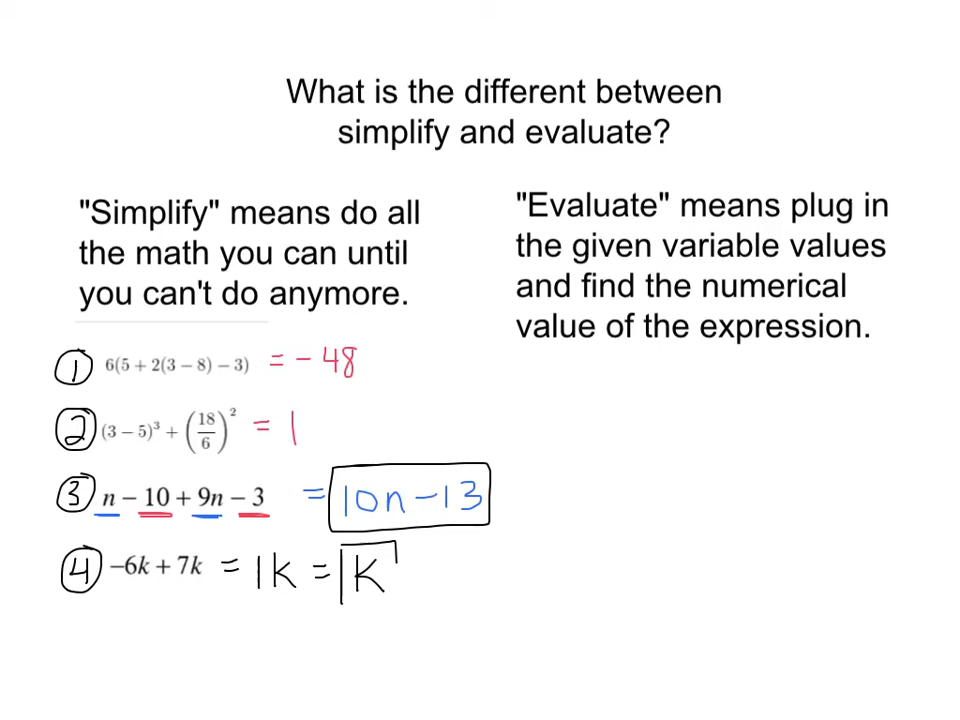 What is the different between
simplify and evaluate?
"Simplify" means do all
the math you can until
you can't do anymore.
"Evaluate" means plug in
the given variable values
and find the numerical
value of the expression.
① 6(5 + 2(3 − 8) − 3) = − 48
② (3 − 5)³ + (18/6)² = 1
③ n − 10 + 9n − 3 = 10n − 13
④ −6k + 7k = 1k = k